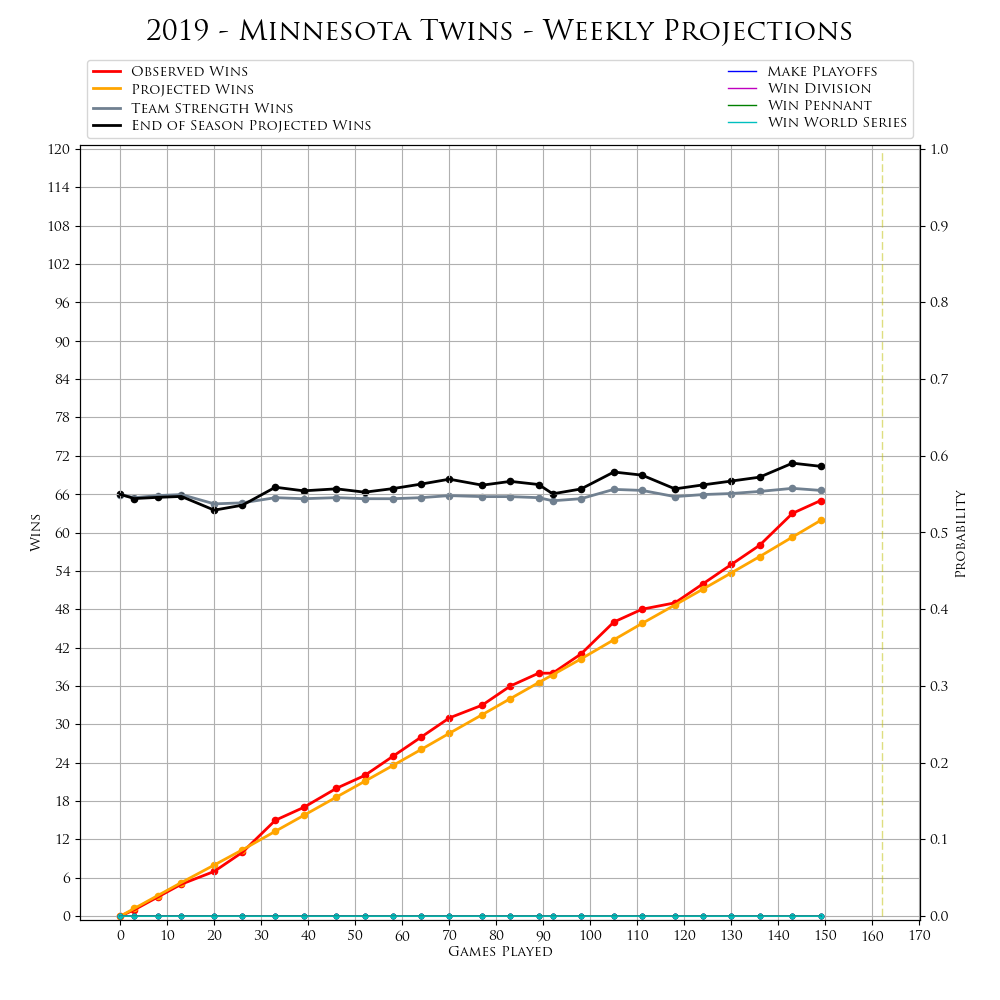 2019 - Minnesota Twins - Weekly Projections
Observed Wins
Projected Wins
Team Strength Wins
End of Season Projected Wins
Make Playoffs
Win Division
Win Pennant
Win World Series
120
114
108
102
96
90
84
78
72
66
60
54
48
42
36
30
24
18
12
6
0
Wins
1.0
0.9
0.8
0.7
0.6
0.5
0.4
0.3
0.2
0.1
0.0
Probability
0 10 20 30 40 50 60 70 80 90 100 110 120 130 140 150 160 170
Games Played